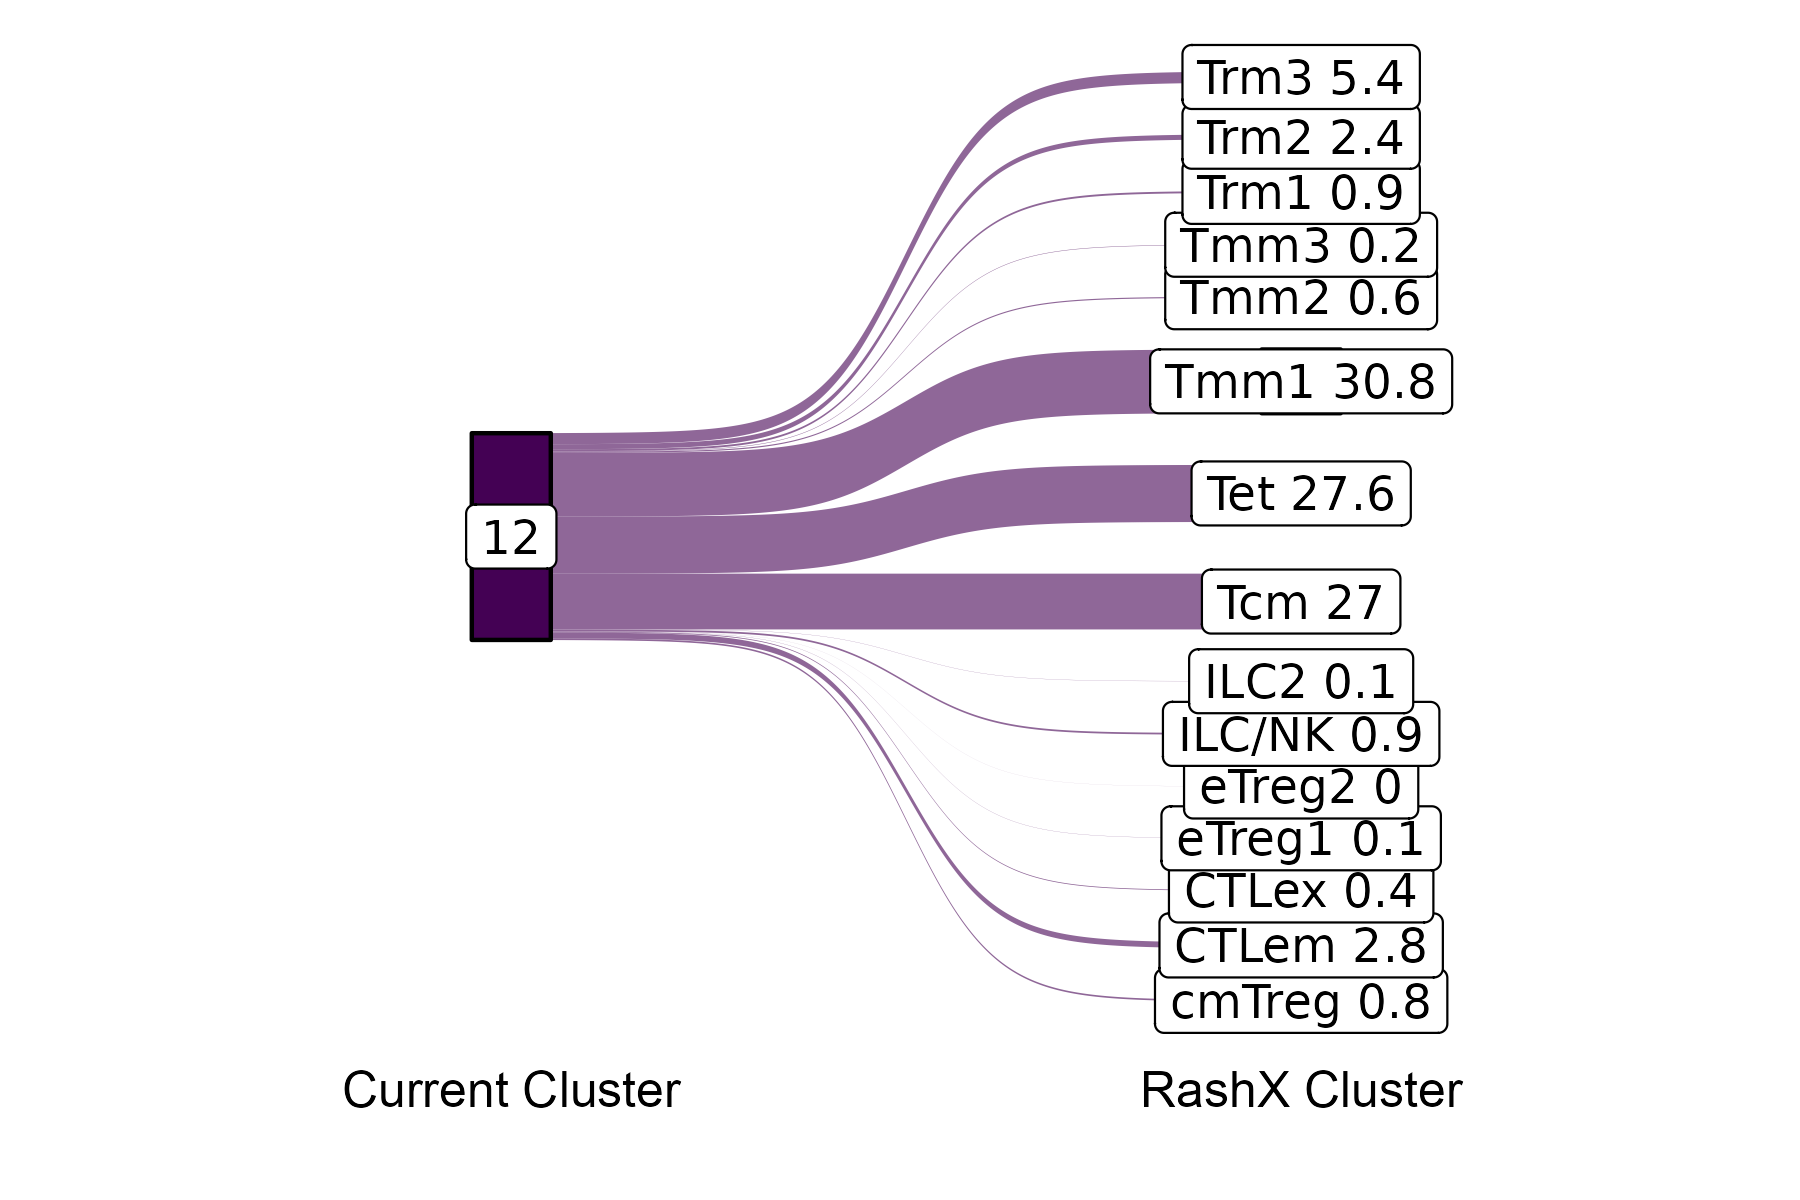 Trm3 5.4
Trm2 2.4
Trm1 0.9
Tmm3 0.2
Tmm2 0.6
Tmm1 30.8
Tet 27.6
12
Tcm 27
ILC2 0.1
ILC/NK 0.9
eTreg2 0
eTreg1 0.1
CTLex 0.4
CTLem 2.8
cmTreg 0.8
Current Cluster
RashX Cluster